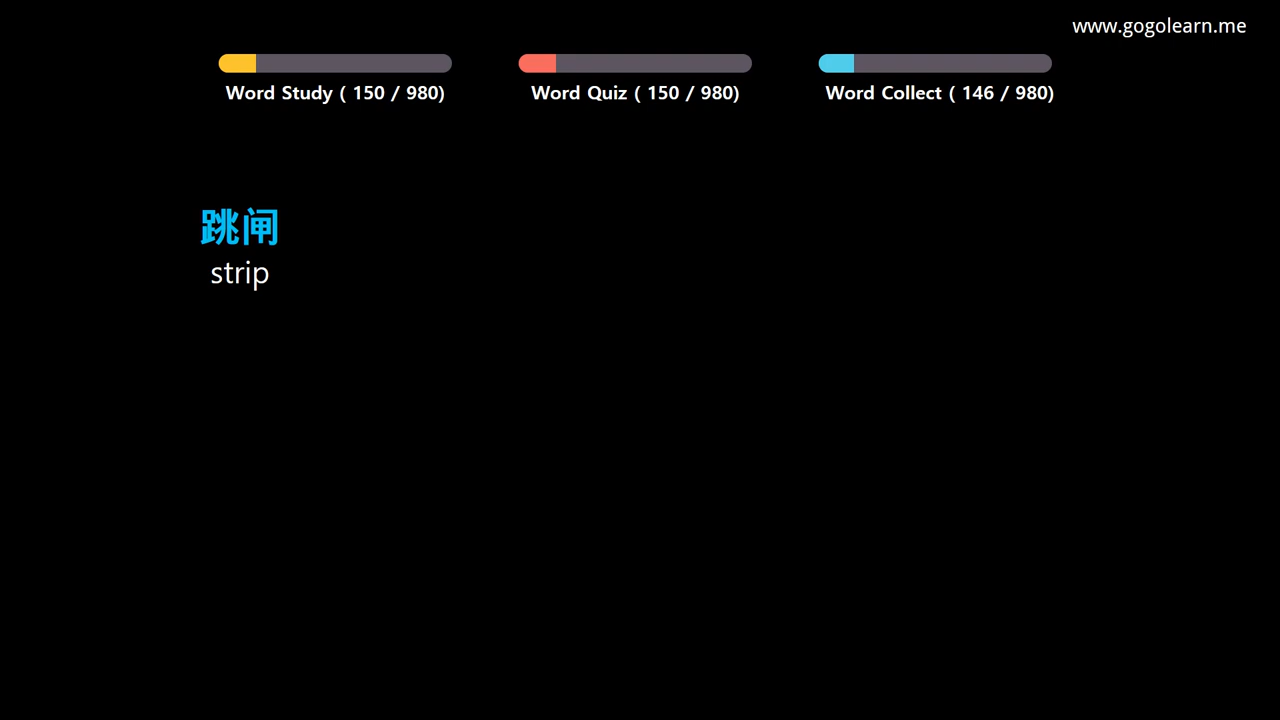 www.gogolearn.me
Word Study ( 150 / 980)
Word Quiz ( 150 / 980)
Word Collect ( 146 / 980)
跳闸
strip